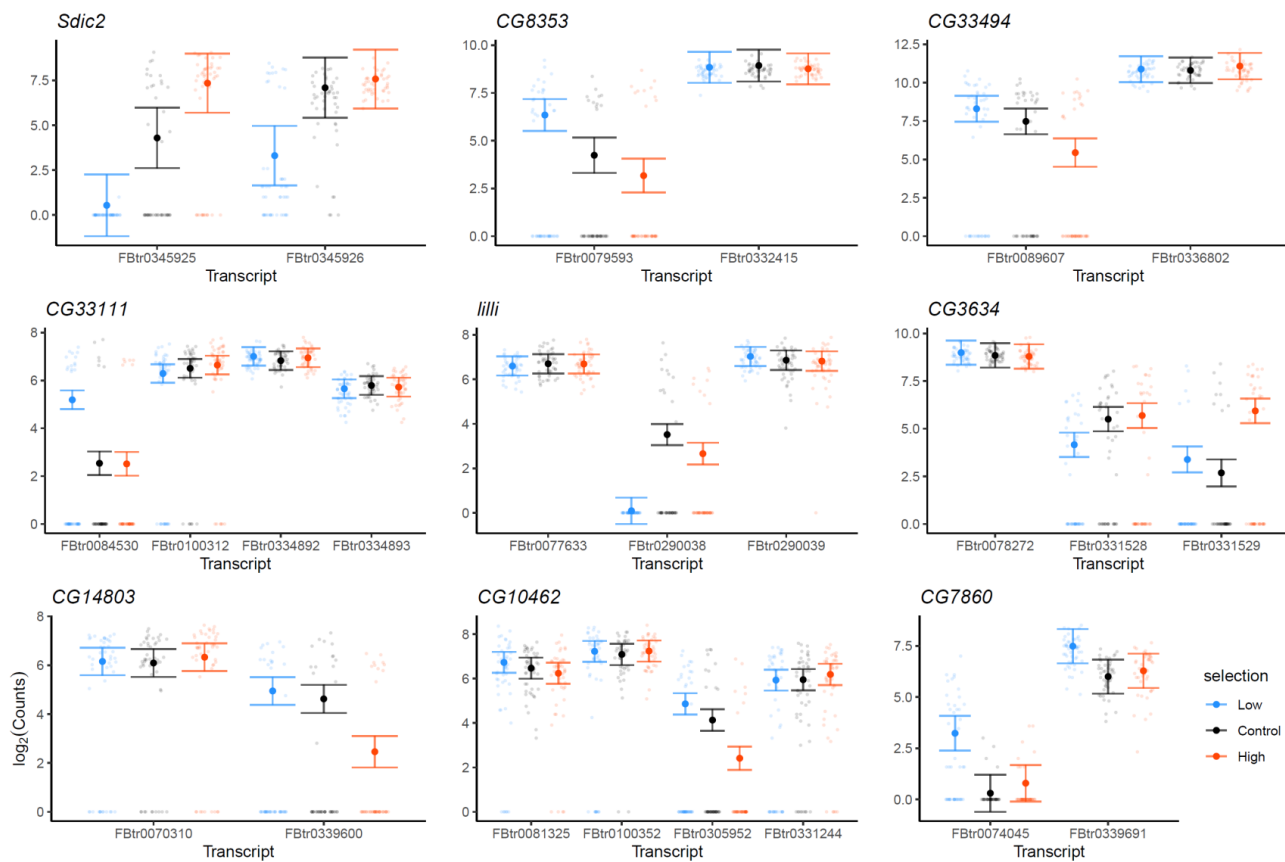 Sdic2
7.5
5.0
2.5
0.0
FBtr0345925 FBtr0345926
Transcript
CG8353
10.0
7.5
5.0
2.5
0.0
FBtr0079593 FBtr0332415
Transcript
CG33494
12.5
10.0
7.5
5.0
2.5
0.0
FBtr0089607 FBtr0336802
Transcript
CG33111
8
6
4
2
0
FBtr0084530 FBtr0100312 FBtr0334892 FBtr0334893
Transcript
lilli
8
6
4
2
0
FBtr0077633 FBtr0290038 FBtr0290039
Transcript
CG3634
10.0
7.5
5.0
2.5
0.0
FBtr0078272 FBtr0331528 FBtr0331529
Transcript
CG14803
log2(Counts)
8
6
4
2
0
FBtr0070310 FBtr0339600
Transcript
CG10462
8
6
4
2
0
FBtr0081325 FBtr0100352 FBtr0305952 FBtr0331244
Transcript
CG7860
7.5
5.0
2.5
0.0
FBtr0074045 FBtr0339691
Transcript
selection
Low
Control
High